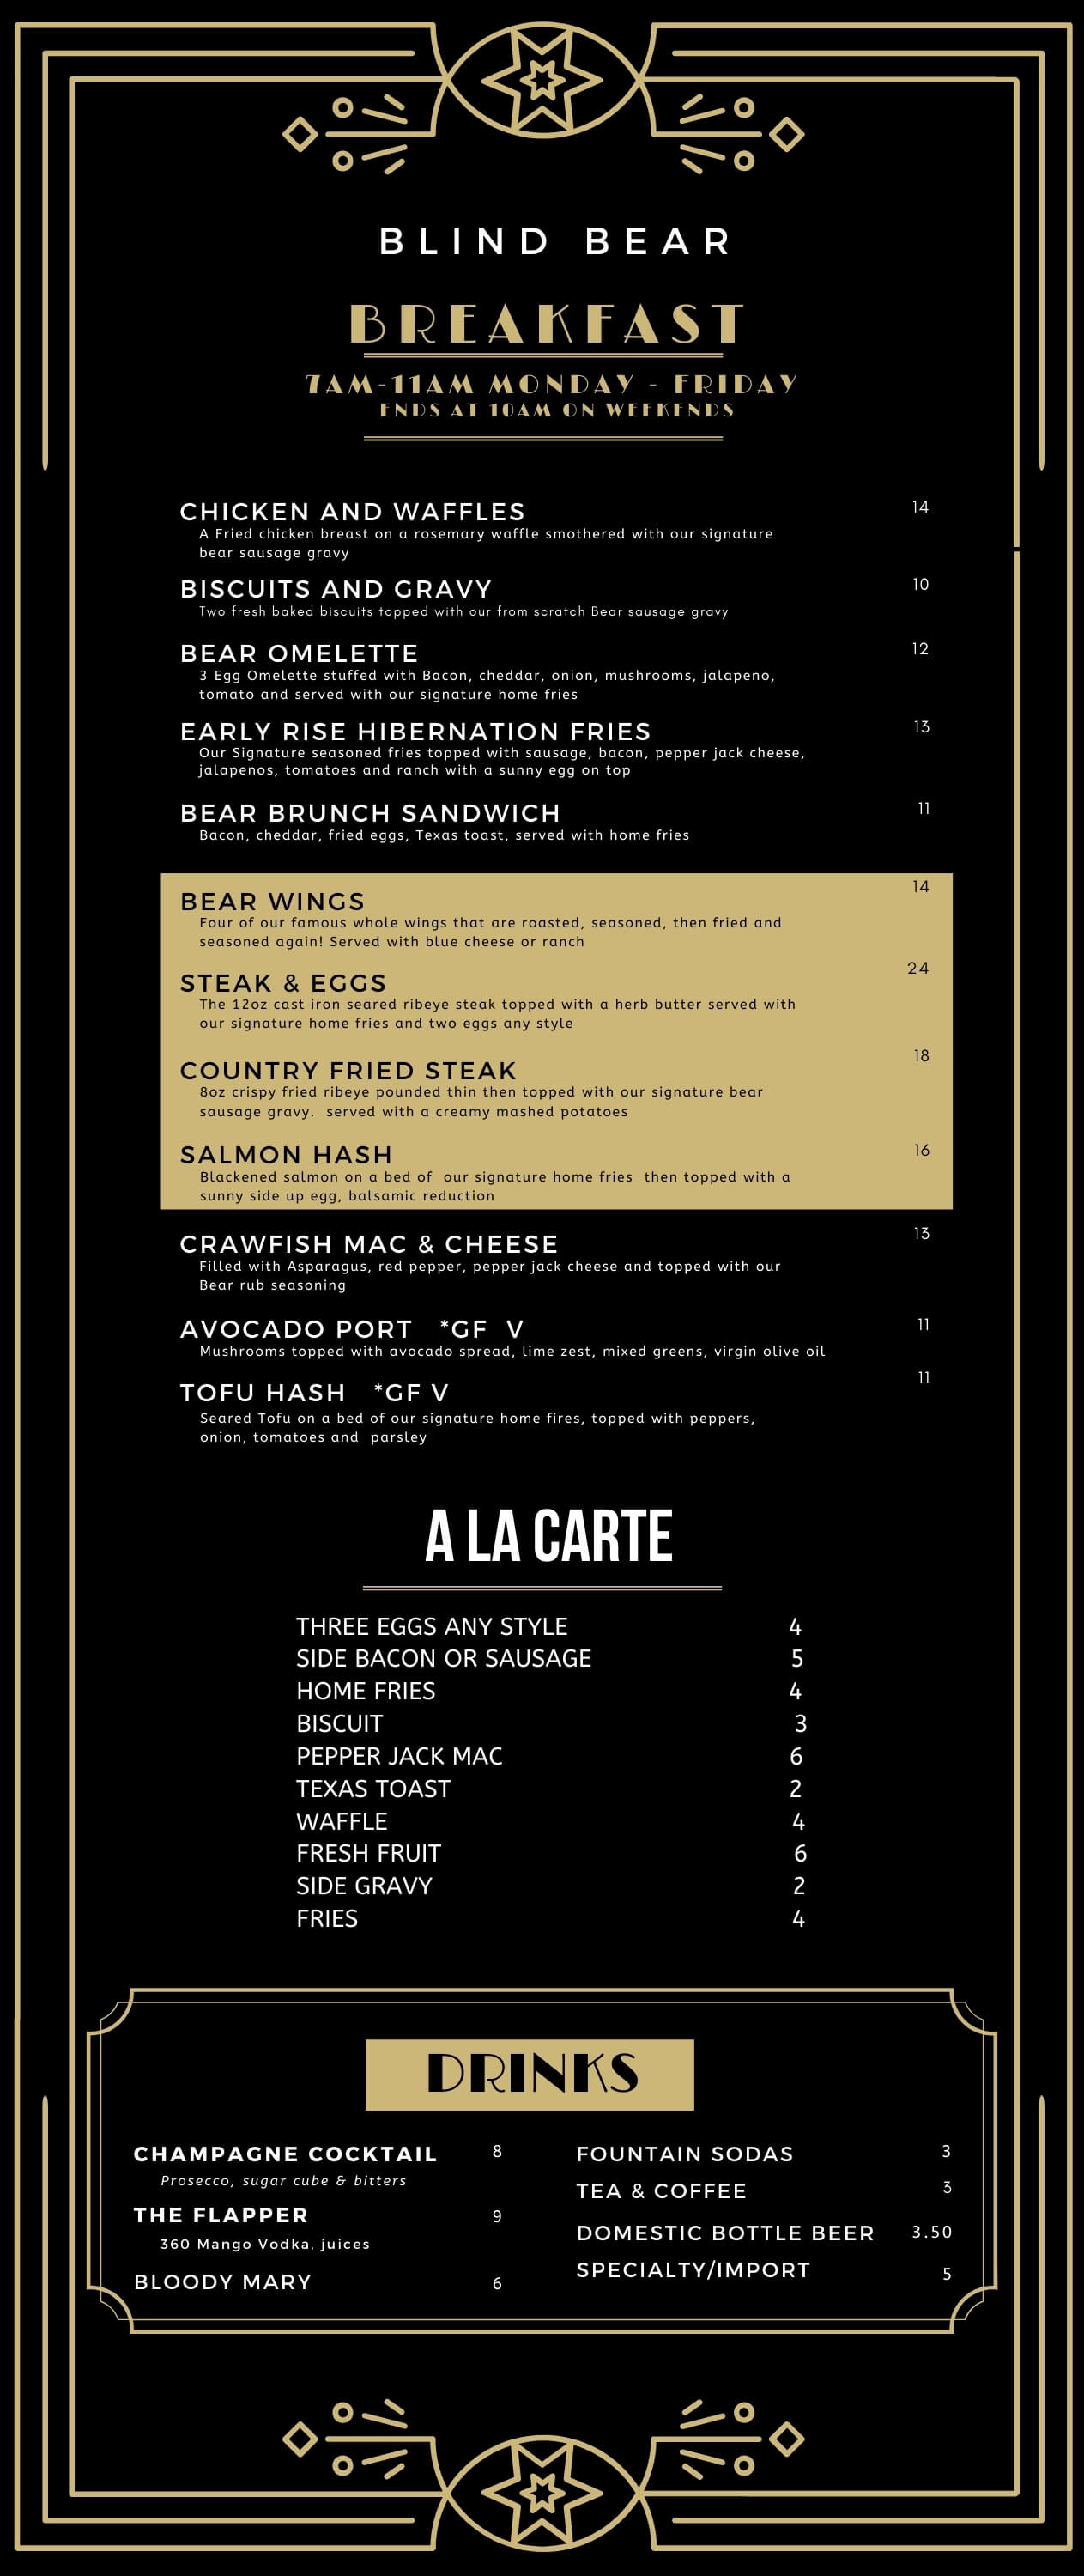 BLIND BEAR
BREAKFAST
7AM-11AM MONDAY - FRIDAY
ENDS AT 10AM ON WEEKENDS
CHICKEN AND WAFFLES 14
A Fried chicken breast on a rosemary waffle smothered with our signature
bear sausage gravy
BISCUITS AND GRAVY 10
Two fresh baked biscuits topped with our from scratch Bear sausage gravy
BEAR OMELETTE 12
3 Egg Omelette stuffed with Bacon, cheddar, onion, mushrooms, jalapeno,
tomato and served with our signature home fries
EARLY RISE HIBERNATION FRIES 13
Our Signature seasoned fries topped with sausage, bacon, pepper jack cheese,
jalapenos, tomatoes and ranch with a sunny egg on top
BEAR BRUNCH SANDWICH 11
Bacon, cheddar, fried eggs, Texas toast, served with home fries
BEAR WINGS 14
Four of our famous whole wings that are roasted, seasoned, then fried and
seasoned again! Served with blue cheese or ranch
STEAK & EGGS 24
The 12oz cast iron seared ribeye steak topped with a herb butter served with
our signature home fries and two eggs any style
COUNTRY FRIED STEAK 18
8oz crispy fried ribeye pounded thin then topped with our signature bear
sausage gravy. served with a creamy mashed potatoes
SALMON HASH 16
Blackened salmon on a bed of our signature home fries then topped with a
sunny side up egg, balsamic reduction
CRAWFISH MAC & CHEESE 13
Filled with Asparagus, red pepper, pepper jack cheese and topped with our
Bear rub seasoning
AVOCADO PORT *GF V 11
Mushrooms topped with avocado spread, lime zest, mixed greens, virgin olive oil
TOFU HASH *GF V 11
Seared Tofu on a bed of our signature home fires, topped with peppers,
onion, tomatoes and parsley
A LA CARTE
THREE EGGS ANY STYLE 4
SIDE BACON OR SAUSAGE 5
HOME FRIES 4
BISCUIT 3
PEPPER JACK MAC 6
TEXAS TOAST 2
WAFFLE 4
FRESH FRUIT 6
SIDE GRAVY 2
FRIES 4
DRINKS
CHAMPAGNE COCKTAIL 8
Prosecco, sugar cube & bitters
THE FLAPPER 9
360 Mango Vodka, juices
BLOODY MARY 6
FOUNTAIN SODAS 3
TEA & COFFEE 3
DOMESTIC BOTTLE BEER 3.50
SPECIALTY/IMPORT 5